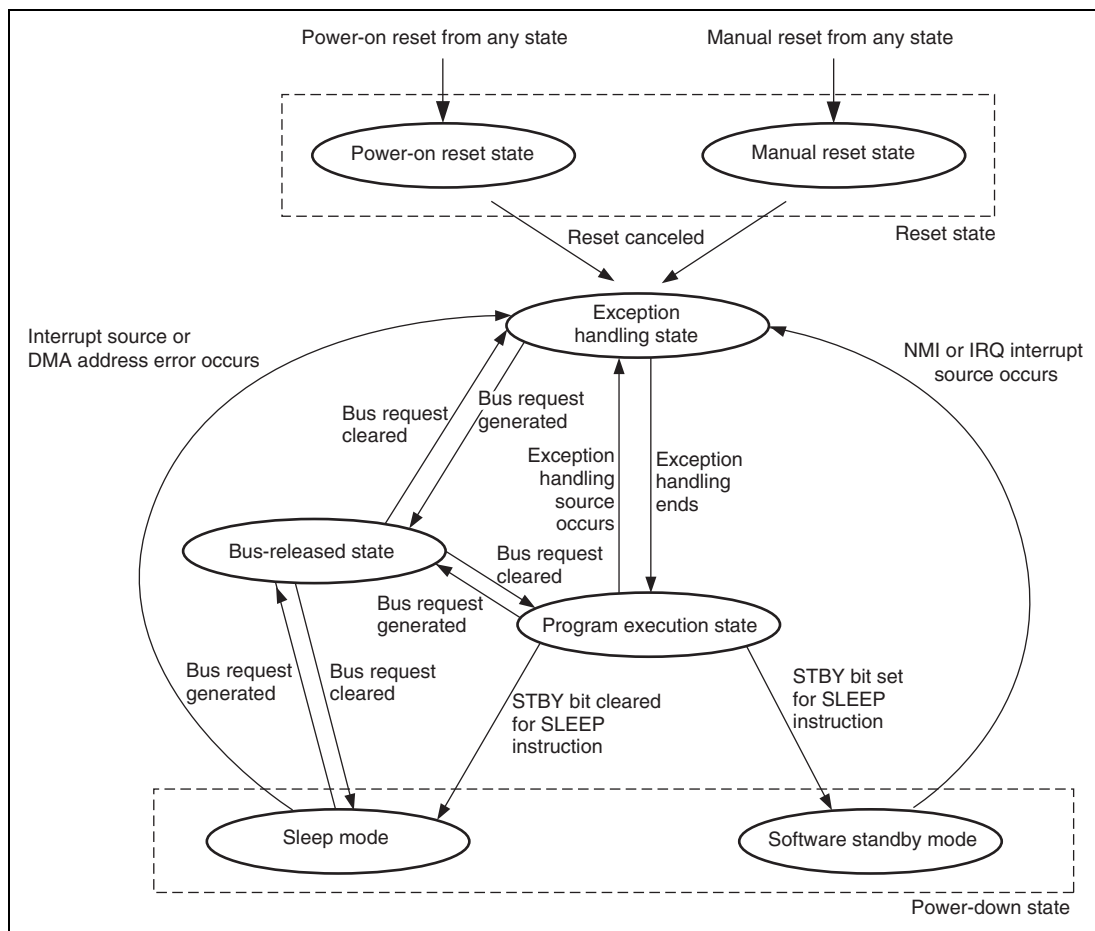 Power-on reset from any state
Manual reset from any state
Power-on reset state
Manual reset state
Reset state
Reset canceled
Exception
handling state
Interrupt source or
DMA address error occurs
NMI or IRQ interrupt
source occurs
Bus request
cleared
Bus request
generated
Exception
handling
source
occurs
Exception
handling
ends
Bus-released state
Bus request
cleared
Bus request
generated
Program execution state
Bus request
generated
Bus request
cleared
STBY bit cleared
for SLEEP
instruction
STBY bit set
for SLEEP
instruction
Sleep mode
Software standby mode
Power-down state